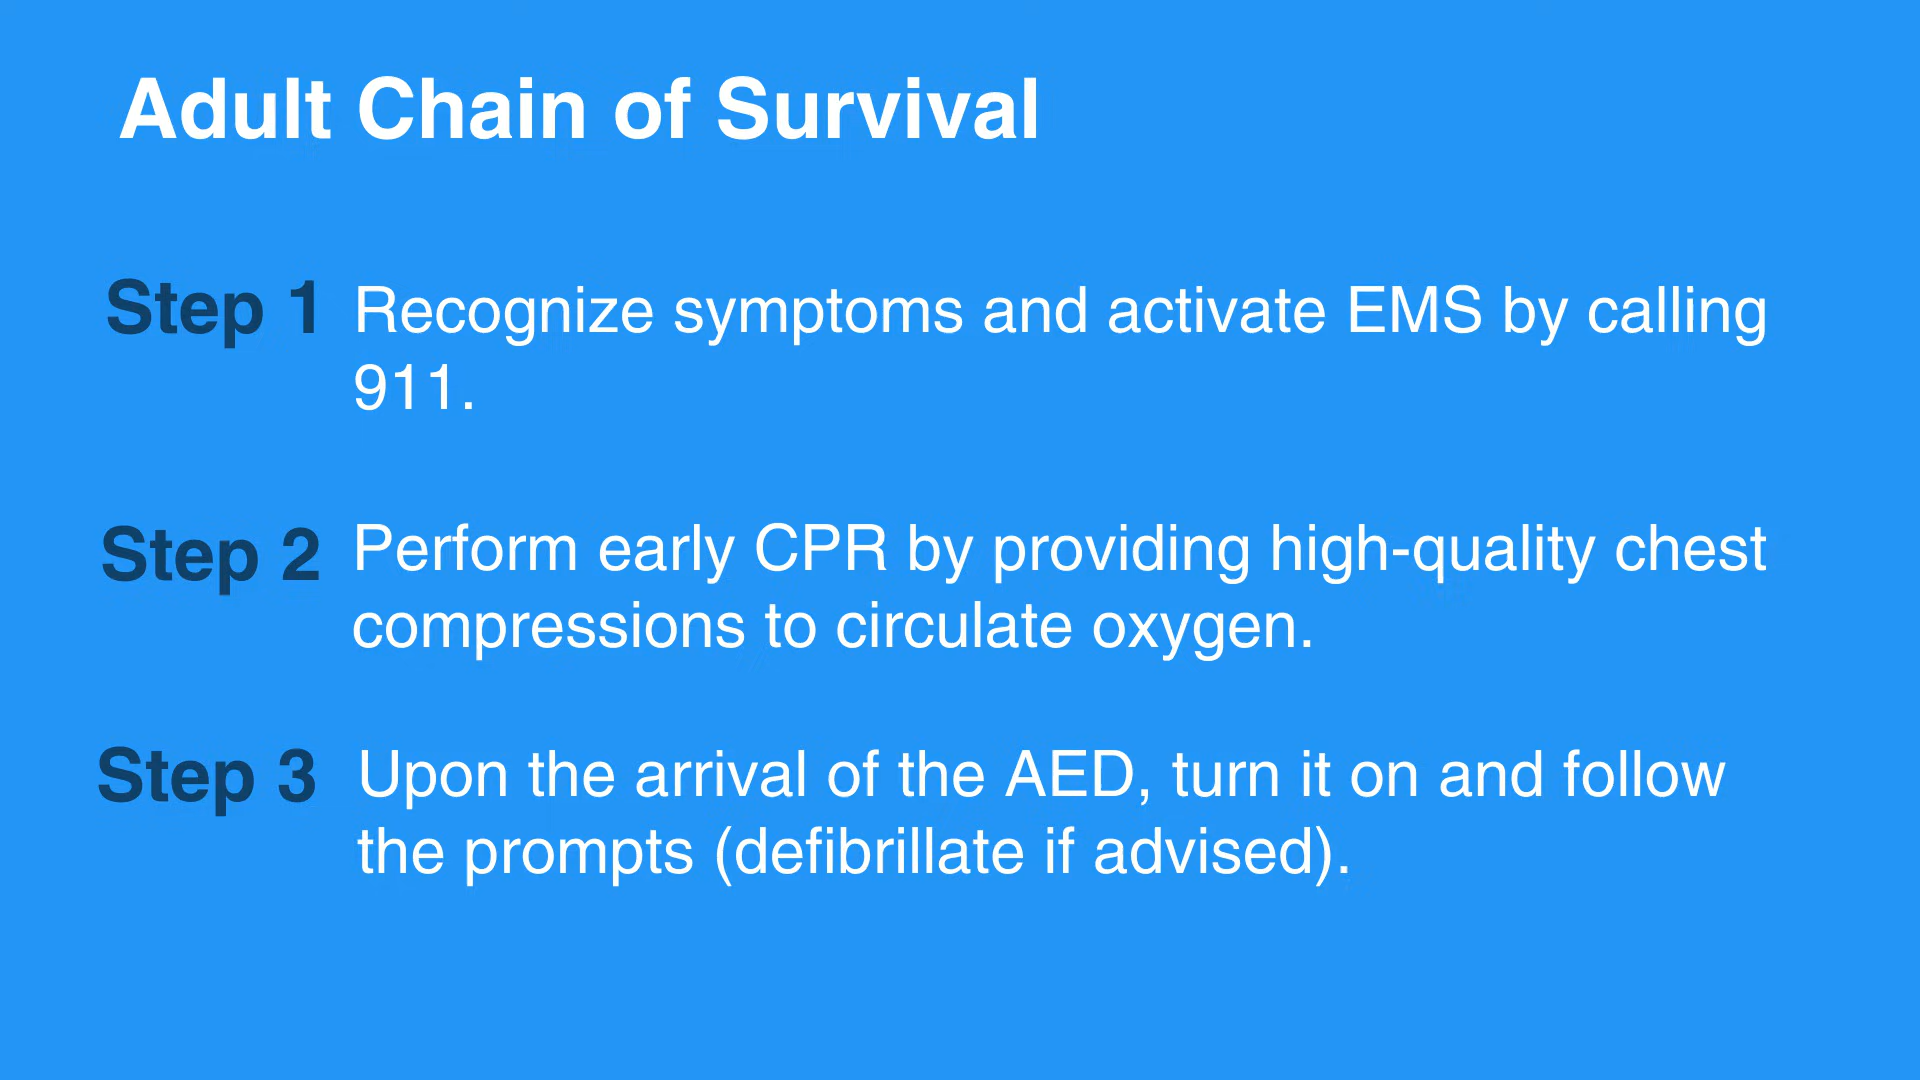 Adult Chain of Survival
Step 1 Recognize symptoms and activate EMS by calling
911.
Step 2 Perform early CPR by providing high-quality chest
compressions to circulate oxygen.
Step 3 Upon the arrival of the AED, turn it on and follow
the prompts (defibrillate if advised).